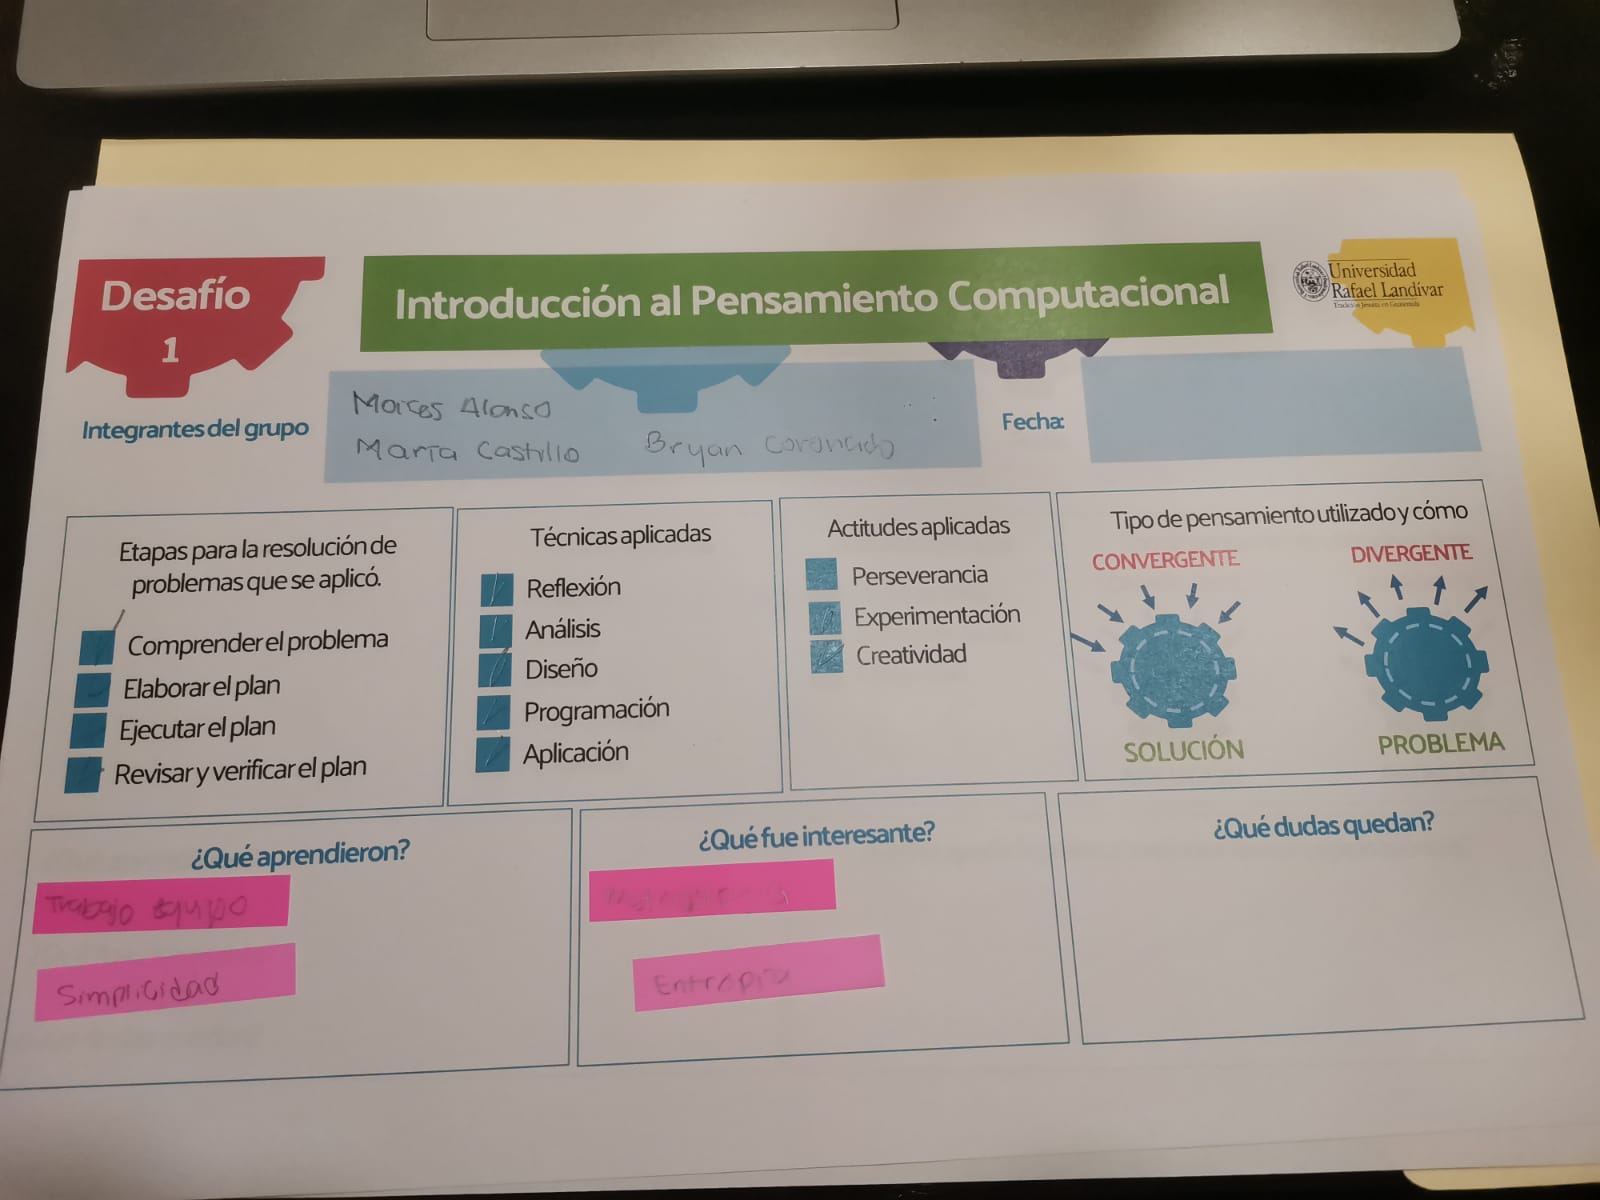 Desafío
1
Introducción al Pensamiento Computacional
Universidad
Rafael Landívar
Tradición Jesuita en Guatemala
Integrantes del grupo
Moises Alonso
María Castillo Bryan Coronado
Fecha:
Etapas para la resolución de
problemas que se aplicó.
Comprender el problema
Elaborar el plan
Ejecutar el plan
Revisar y verificar el plan
Técnicas aplicadas
Reflexión
Análisis
Diseño
Programación
Aplicación
Actitudes aplicadas
Perseverancia
Experimentación
Creatividad
Tipo de pensamiento utilizado y cómo
CONVERGENTE
SOLUCIÓN
DIVERGENTE
PROBLEMA
¿Qué aprendieron?
Trabajo equipo
Simplicidad
¿Qué fue interesante?
Entropía
¿Qué dudas quedan?